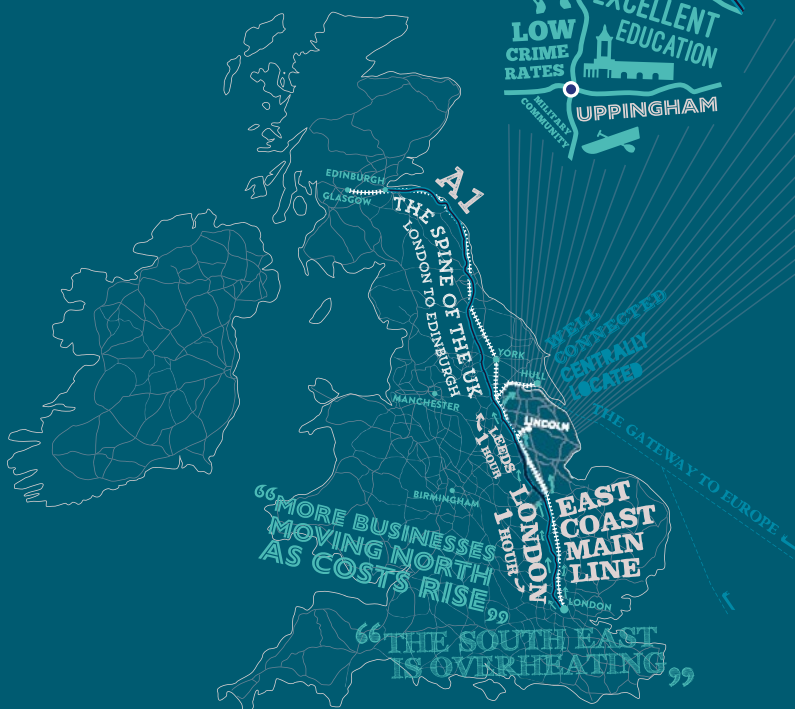 EXCELLENT
EDUCATION
LOW
CRIME
RATES
UPPINGHAM
MILITARY
COMMUNITY
A1
EDINBURGH
GLASGOW
THE SPINE OF THE UK
LONDON TO EDINBURGH
WELL
CONNECTED
CENTRALLY
LOCATED
YORK
HULL
MANCHESTER
LINCOLN
LEEDS
1 HOUR
THE GATEWAY TO EUROPE
BIRMINGHAM
LONDON
1 HOUR
EAST
COAST
MAIN
LINE
“MORE BUSINESSES
MOVING NORTH
AS COSTS RISE”
LONDON
“THE SOUTH EAST
IS OVERHEATING”